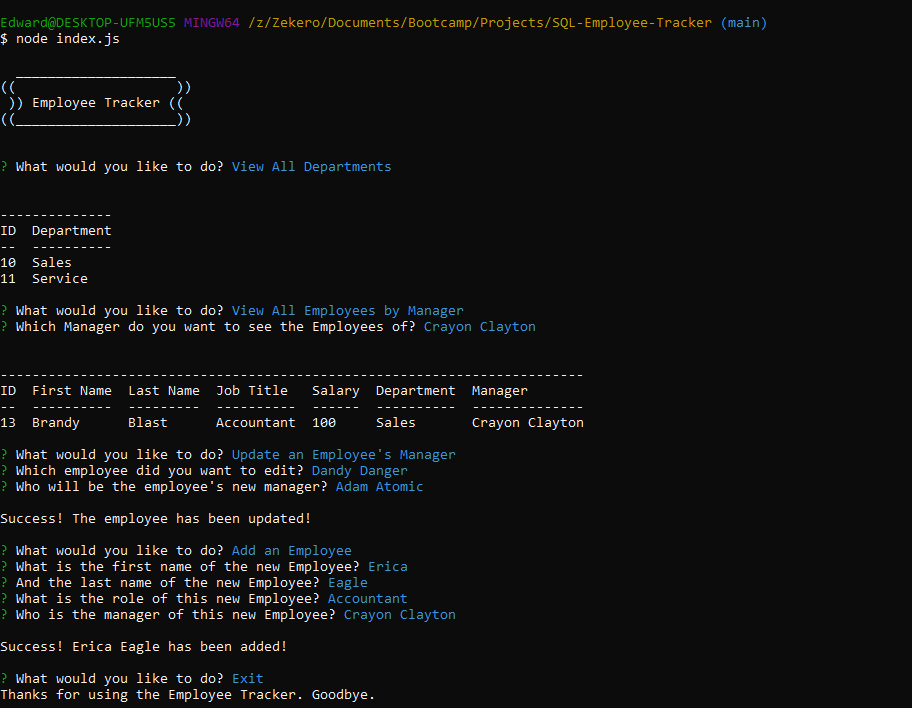 Edward@DESKTOP-UFM5US5 MINGW64 /z/Zekero/Documents/Bootcamp/Projects/SQL-Employee-Tracker (main)
$ node index.js
  ____________________
((                    ))
 )) Employee Tracker ((
((____________________))
? What would you like to do? View All Departments
--------------
ID  Department
--  ----------
10  Sales
11  Service
? What would you like to do? View All Employees by Manager
? Which Manager do you want to see the Employees of? Crayon Clayton
-------------------------------------------------------------------------
ID  First Name  Last Name  Job Title   Salary  Department  Manager
--  ----------  ---------  ----------  ------  ----------  --------------
13  Brandy      Blast      Accountant  100     Sales       Crayon Clayton
? What would you like to do? Update an Employee's Manager
? Which employee did you want to edit? Dandy Danger
? Who will be the employee's new manager? Adam Atomic
Success! The employee has been updated!
? What would you like to do? Add an Employee
? What is the first name of the new Employee? Erica
? And the last name of the new Employee? Eagle
? What is the role of this new Employee? Accountant
? Who is the manager of this new Employee? Crayon Clayton
Success! Erica Eagle has been added!
? What would you like to do? Exit
Thanks for using the Employee Tracker. Goodbye.